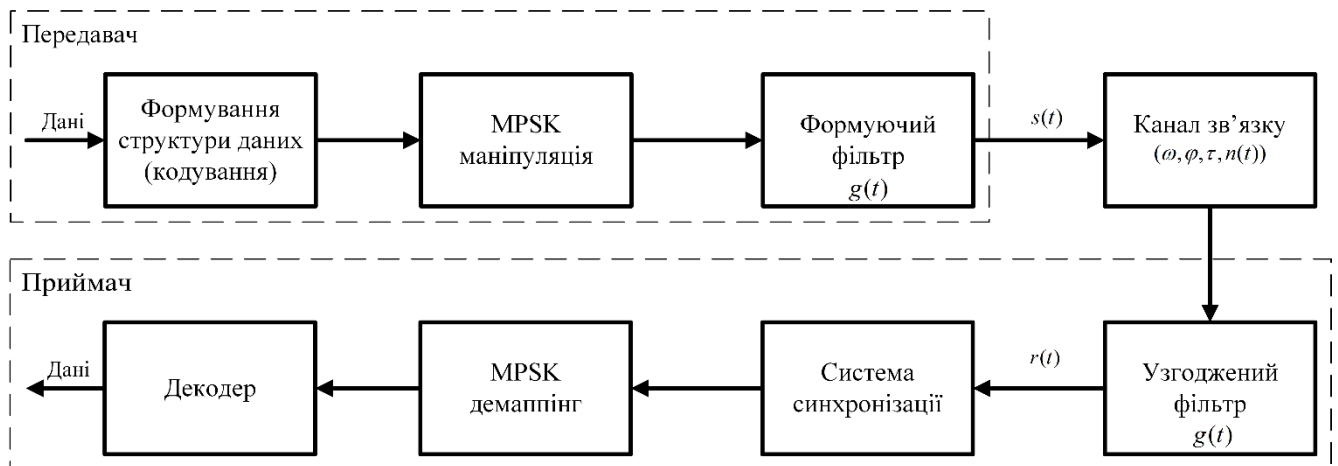 Передавач
Дані
Формування
структури даних
(кодування)
MPSK
маніпуляція
Формуючий
фільтр
g(t)
s(t)
Канал зв’язку
(ω, φ, τ, n(t))
Приймач
Дані
Декодер
MPSK
демаппінг
Система
синхронізації
r(t)
Узгоджений
фільтр
g(t)